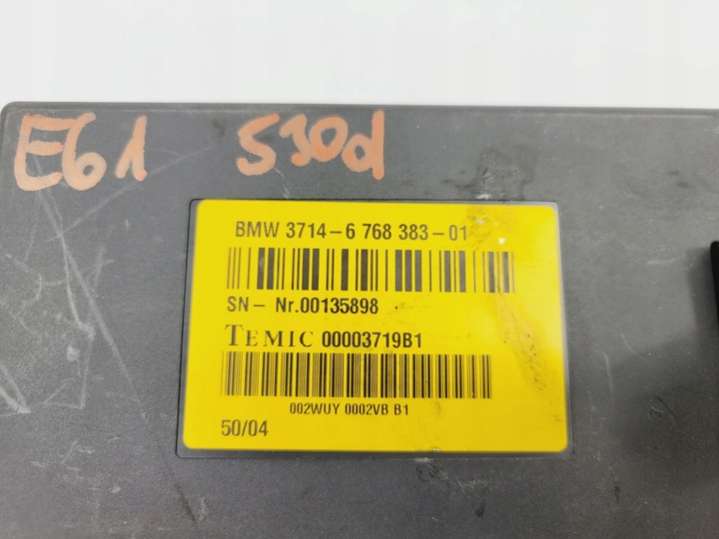 E61 530d
BMW 3714-6 768 383-01
SN- Nr.00135898
TEMIC 00003719B1
002WUY 0002VB B1
50/04